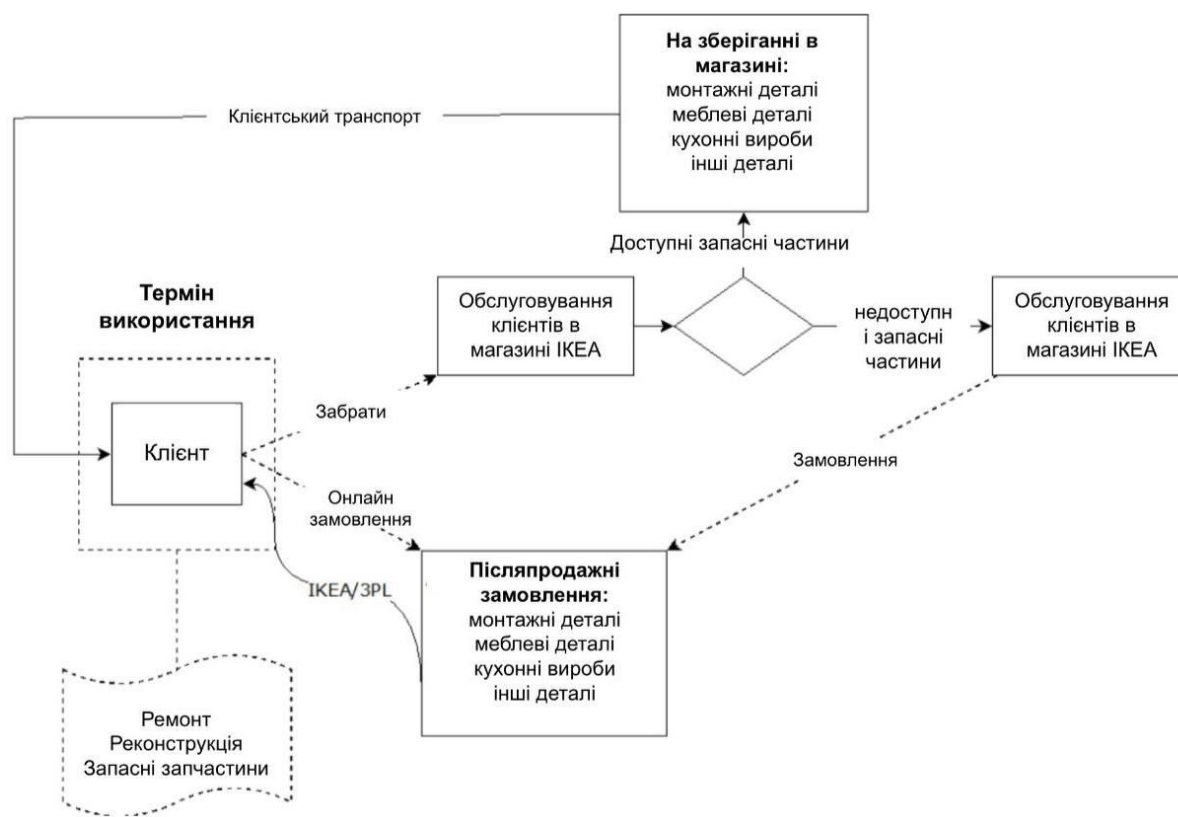 На зберіганні в
магазині:
монтажні деталі
меблеві деталі
кухонні вироби
інші деталі
Клієнтський транспорт
Доступні запасні частини
Термін
використання
Обслуговування
клієнтів в
магазині IKEA
недоступн
і запасні
частини
Обслуговування
клієнтів в
магазині IKEA
Забрати
Клієнт
Замовлення
Онлайн
замовлення
IKEA/3PL
Післяпродажні
замовлення:
монтажні деталі
меблеві деталі
кухонні вироби
інші деталі
Ремонт
Реконструкція
Запасні запчастини